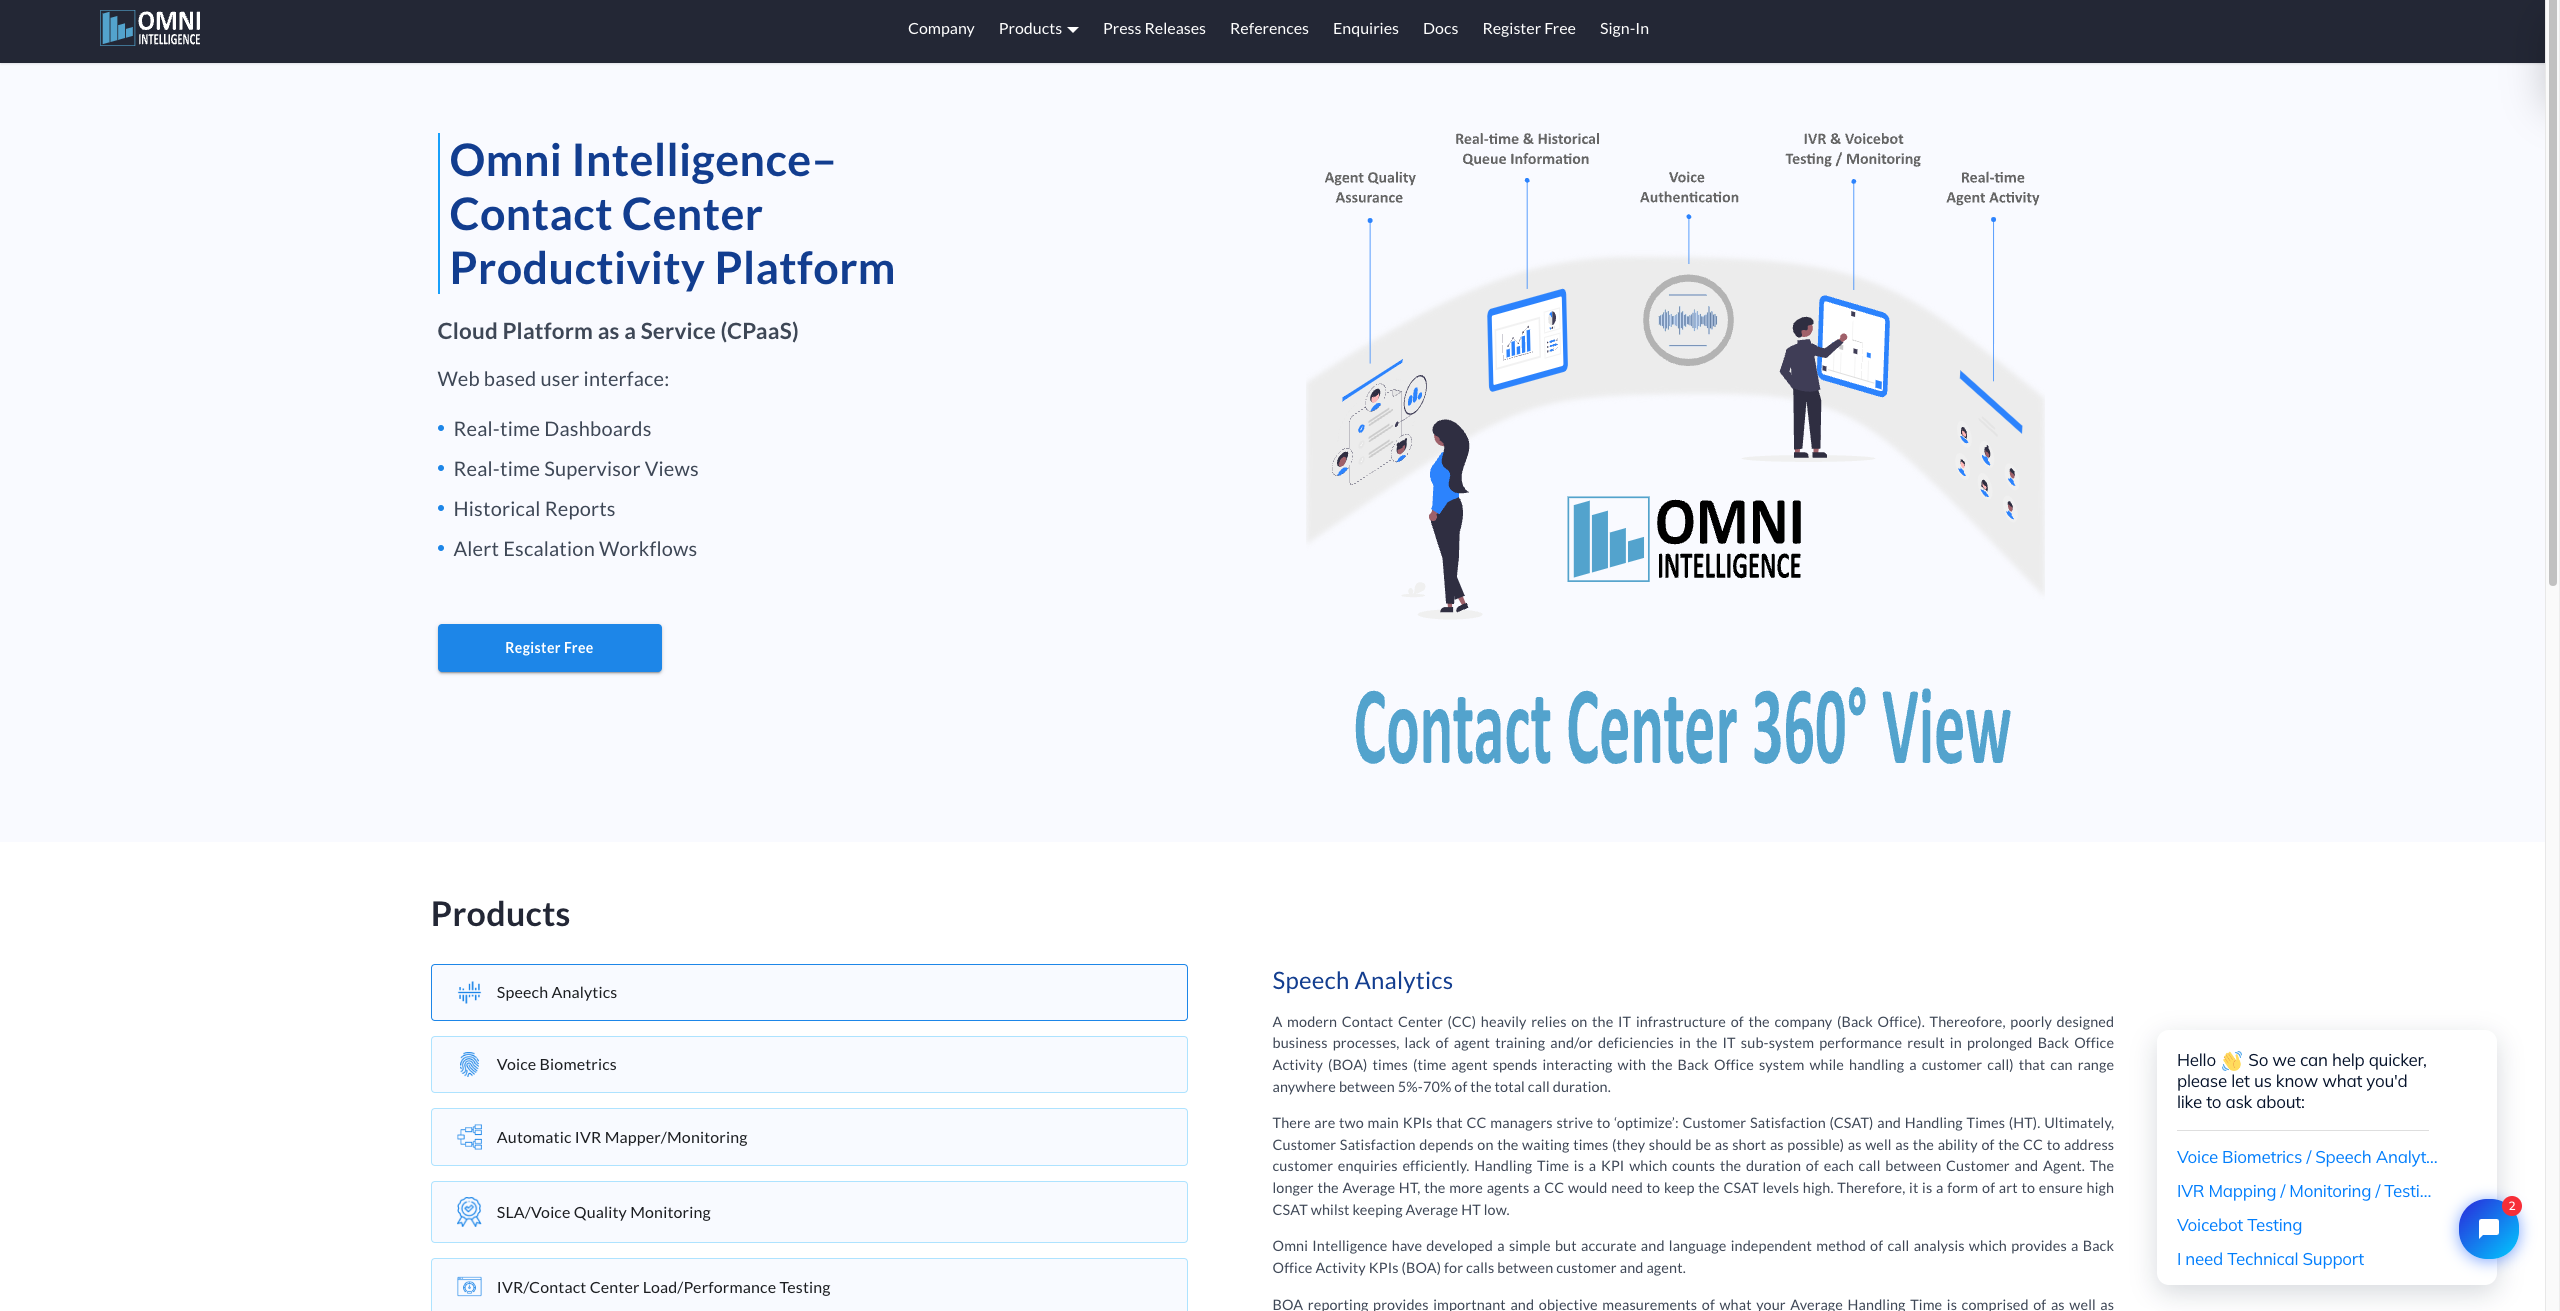 OMNI
INTELLIGENCE
Company Products Press Releases References Enquiries Docs Register Free Sign-In
Omni Intelligence–
Contact Center
Productivity Platform
Cloud Platform as a Service (CPaaS)
Web based user interface:
• Real-time Dashboards
• Real-time Supervisor Views
• Historical Reports
• Alert Escalation Workflows
Register Free
Agent Quality
Assurance
Real-time & Historical
Queue Information
Voice
Authentication
IVR & Voicebot
Testing / Monitoring
Real-time
Agent Activity
OMNI
INTELLIGENCE
Contact Center 360° View
Products
Speech Analytics
Voice Biometrics
Automatic IVR Mapper/Monitoring
SLA/Voice Quality Monitoring
IVR/Contact Center Load/Performance Testing
Speech Analytics
A modern Contact Center (CC) heavily relies on the IT infrastructure of the company (Back Office). Thereofore, poorly designed
business processes, lack of agent training and/or deficiencies in the IT sub-system performance result in prolonged Back Office
Activity (BOA) times (time agent spends interacting with the Back Office system while handling a customer call) that can range
anywhere between 5%-70% of the total call duration.
There are two main KPIs that CC managers strive to ‘optimize’: Customer Satisfaction (CSAT) and Handling Times (HT). Ultimately,
Customer Satisfaction depends on the waiting times (they should be as short as possible) as well as the ability of the CC to address
customer enquiries efficiently. Handling Time is a KPI which counts the duration of each call between Customer and Agent. The
longer the Average HT, the more agents a CC would need to keep the CSAT levels high. Therefore, it is a form of art to ensure high
CSAT whilst keeping Average HT low.
Omni Intelligence have developed a simple but accurate and language independent method of call analysis which provides a Back
Office Activity KPIs (BOA) for calls between customer and agent.
BOA reporting provides importnant and objective measurements of what your Average Handling Time is comprised of as well as
Hello 👋 So we can help quicker,
please let us know what you'd
like to ask about:
Voice Biometrics / Speech Analyt...
IVR Mapping / Monitoring / Testi...
Voicebot Testing
I need Technical Support
2